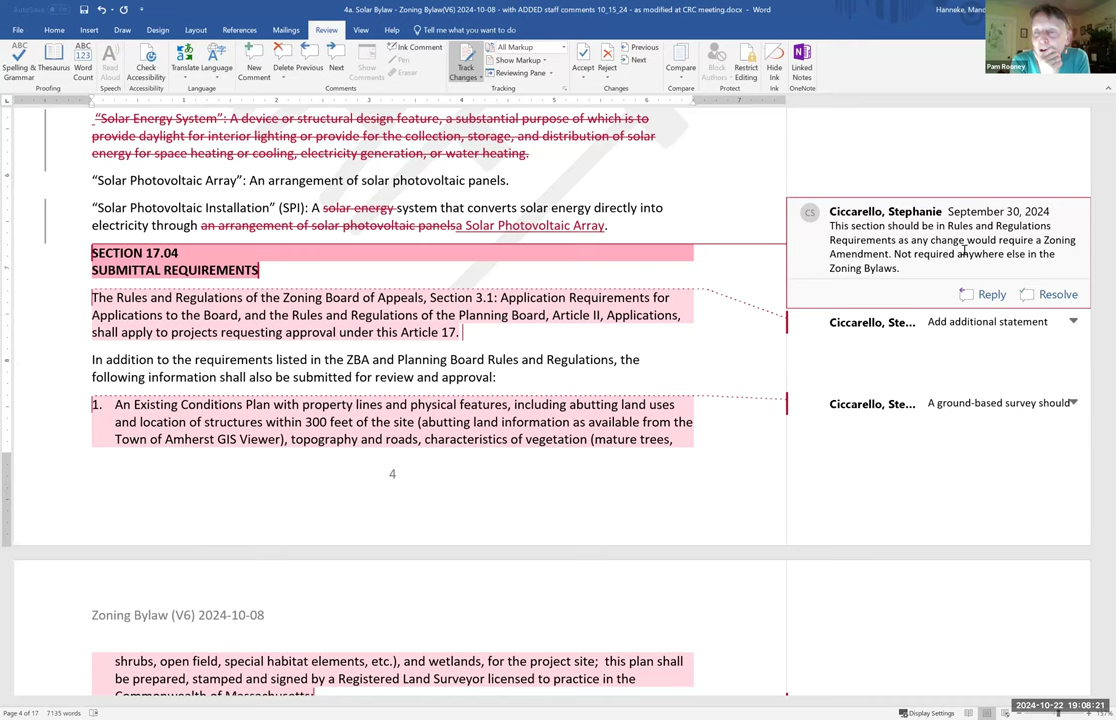 AutoSave
4a. Solar Bylaw - Zoning Bylaw(V6) 2024-10-08 - with ADDED staff comments 10_15_24 - as modified at CRC meeting.docx - Word
Hanneke, Manc
File Home Insert Draw Design Layout References Mailings Review View Help Tell me what you want to do
Pam Rooney
Spelling & Grammar Thesaurus Word Count Read Aloud Check Accessibility Translate Language New Comment Delete Previous Next Show Comments Ink Comment Pen Eraser Track Changes All Markup Show Markup Reviewing Pane Accept Reject Previous Next Compare Block Authors Restrict Editing Hide Ink Linked Notes
Proofing Speech Accessibility Language Comments Tracking Changes Compare Protect Ink OneNote
1 2 3 4 5 6 7
"Solar Energy System": A device or structural design feature, a substantial purpose of which is to
provide daylight for interior lighting or provide for the collection, storage, and distribution of solar
energy for space heating or cooling, electricity generation, or water heating.
"Solar Photovoltaic Array": An arrangement of solar photovoltaic panels.
"Solar Photovoltaic Installation" (SPI): A solar energy system that converts solar energy directly into
electricity through an arrangement of solar photovoltaic panelsa Solar Photovoltaic Array.
SECTION 17.04
SUBMITTAL REQUIREMENTS
The Rules and Regulations of the Zoning Board of Appeals, Section 3.1: Application Requirements for
Applications to the Board, and the Rules and Regulations of the Planning Board, Article II, Applications,
shall apply to projects requesting approval under this Article 17.
In addition to the requirements listed in the ZBA and Planning Board Rules and Regulations, the
following information shall also be submitted for review and approval:
1. An Existing Conditions Plan with property lines and physical features, including abutting land uses
and location of structures within 300 feet of the site (abutting land information as available from the
Town of Amherst GIS Viewer), topography and roads, characteristics of vegetation (mature trees,
4
CS Ciccarello, Stephanie September 30, 2024
This section should be in Rules and Regulations
Requirements as any change would require a Zoning
Amendment. Not required anywhere else in the
Zoning Bylaws.
Reply Resolve
Ciccarello, Ste... Add additional statement
Ciccarello, Ste... A ground-based survey should
Zoning Bylaw (V6) 2024-10-08
shrubs, open field, special habitat elements, etc.), and wetlands, for the project site; this plan shall
be prepared, stamped and signed by a Registered Land Surveyor licensed to practice in the
Commonwealth of Massachusetts;
Page 4 of 17 7135 words
Display Settings
2024-10-22 19:08:21